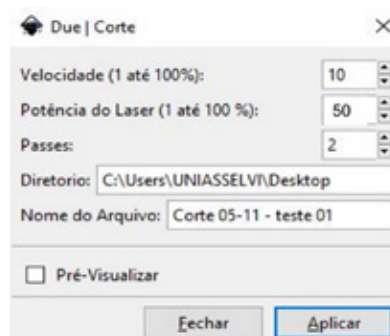 Due | Corte
Velocidade (1 até 100%): 10
Potência do Laser (1 até 100 %): 50
Passes: 2
Diretorio: C:\Users\UNIASSELVI\Desktop
Nome do Arquivo: Corte 05-11 - teste 01
Pré-Visualizar
Fechar Aplicar